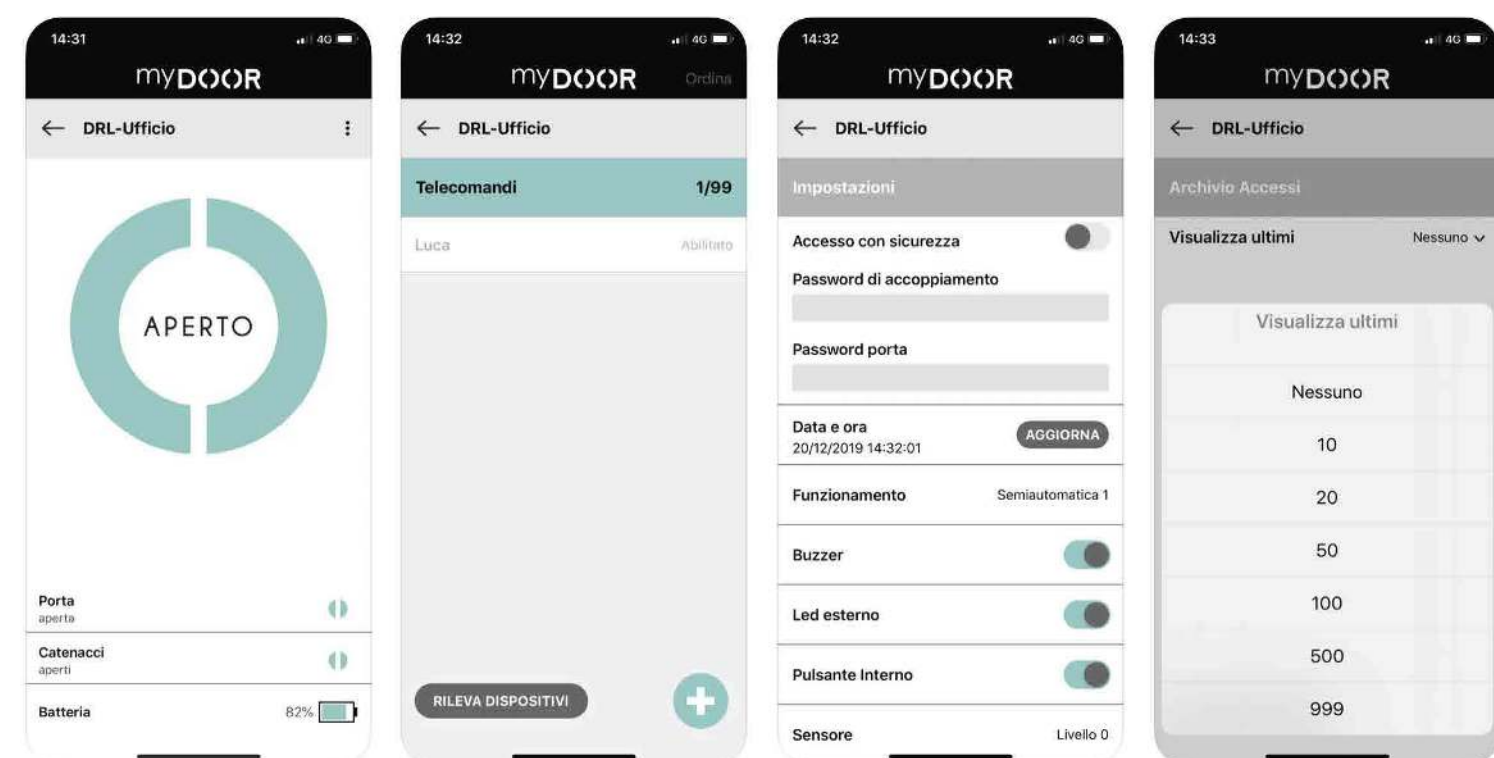 14:31
4G
myDOOR
DRL-Ufficio
APERTO
Porta
aperta
Catenacci
aperti
Batteria
82%
14:32
4G
myDOOR
Ordina
DRL-Ufficio
Telecomandi
1/99
Luca
Abilitato
RILEVA DISPOSITIVI
14:32
4G
myDOOR
DRL-Ufficio
Impostazioni
Accesso con sicurezza
Password di accoppiamento
Password porta
Data e ora
20/12/2019 14:32:01
AGGIORNA
Funzionamento
Semiautomatica 1
Buzzer
Led esterno
Pulsante Interno
Sensore
Livello 0
14:33
4G
myDOOR
DRL-Ufficio
Archivio Accessi
Visualizza ultimi
Nessuno
Visualizza ultimi
Nessuno
10
20
50
100
500
999